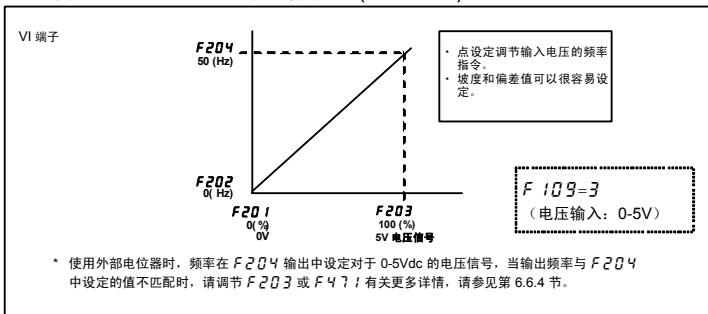 VI 端子
F204
50 (Hz)
· 点设定调节输入电压的频率
指令。
· 坡度和偏差值可以很容易设
定。
F202
0( Hz)
F201
0( %)
0V
F203
100 (%)
5V 电压信号
F109=3
（电压输入：0-5V）
* 使用外部电位器时，频率在 F204 输出中设定对于 0-5Vdc 的电压信号，当输出频率与 F204
中设定的值不匹配时，请调节 F203 或 F471 有关更多详情，请参见第 6.6.4 节。